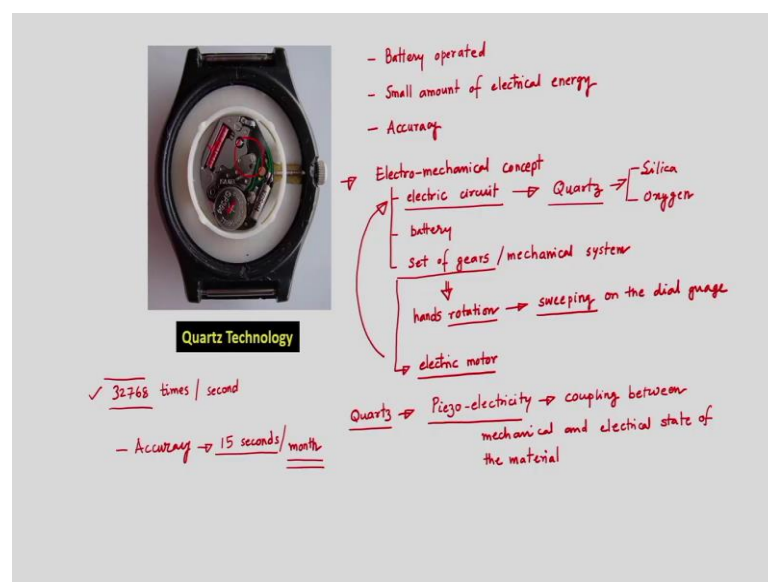 - Battery operated
- Small amount of electrical energy
- Accuracy
→ Electro-mechanical concept
- electric circuit → Quartz → Silica
Oxygen
- battery
- set of gears / mechanical system
hands rotation → sweeping on the dial guage
→ electric motor
Quartz Technology
✓ 32768 times / second
- Accuray → 15 seconds / month
Quartz → Piezo-electricity → coupling between
mechanical and electrical state of
the material